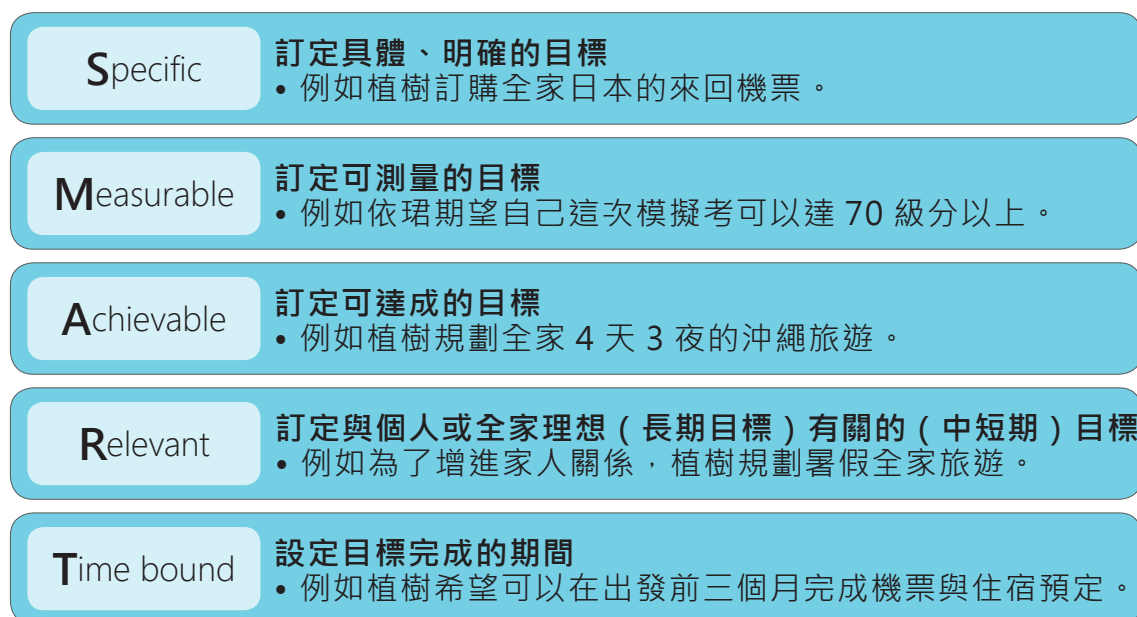 Specific
訂定具體、明確的目標
• 例如植樹訂購全家日本的來回機票。
Measurable
訂定可測量的目標
• 例如依珺期望自己這次模擬考可以達 70 級分以上。
Achievable
訂定可達成的目標
• 例如植樹規劃全家 4 天 3 夜的沖繩旅遊。
Relevant
訂定與個人或全家理想（長期目標）有關的（中短期）目標
• 例如為了增進家人關係，植樹規劃暑假全家旅遊。
Time bound
設定目標完成的期間
• 例如植樹希望可以在出發前三個月完成機票與住宿預定。